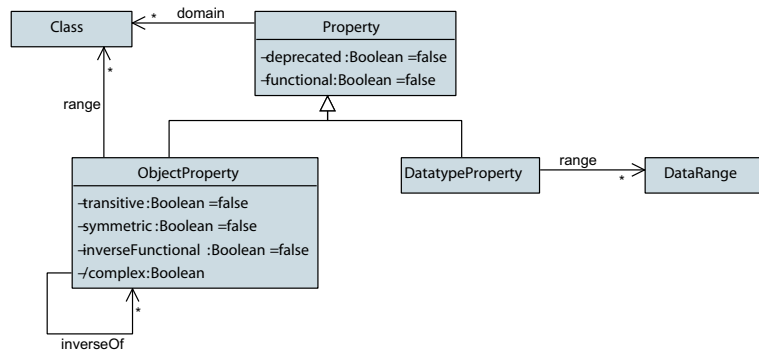 Class
*
domain
Property
-deprecated :Boolean =false
-functional:Boolean =false
*
range
ObjectProperty
-transitive:Boolean =false
-symmetric:Boolean =false
-inverseFunctional :Boolean =false
-/complex:Boolean
*
inverseOf
DatatypeProperty
range
*
DataRange